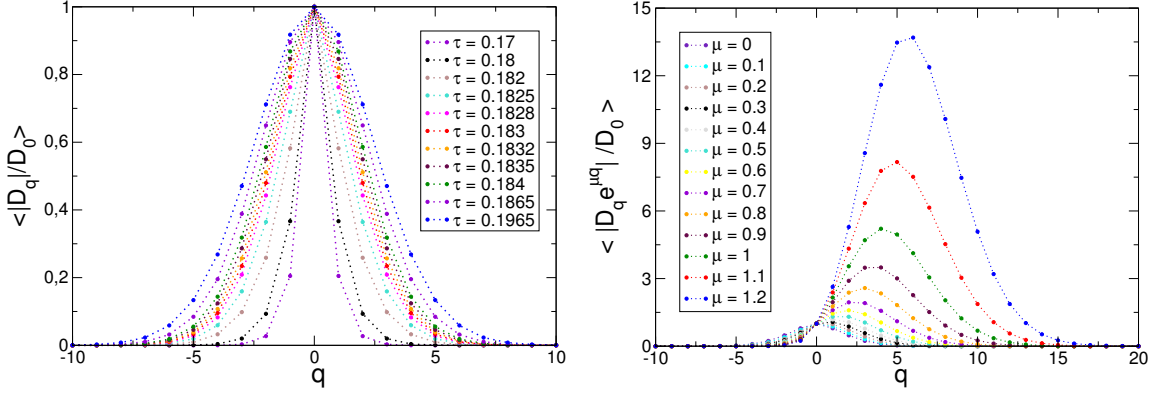 1
0,8
0,6
0,4
0,2
0
<|D_q|/D_0>
-10
-5
0
5
10
q
τ = 0.17
τ = 0.18
τ = 0.182
τ = 0.1825
τ = 0.1828
τ = 0.183
τ = 0.1832
τ = 0.1835
τ = 0.184
τ = 0.1865
τ = 0.1965
15
12
9
6
3
0
< |D_q e^{μq}| /D_0 >
-10
-5
0
5
10
15
20
q
μ = 0
μ = 0.1
μ = 0.2
μ = 0.3
μ = 0.4
μ = 0.5
μ = 0.6
μ = 0.7
μ = 0.8
μ = 0.9
μ = 1
μ = 1.1
μ = 1.2